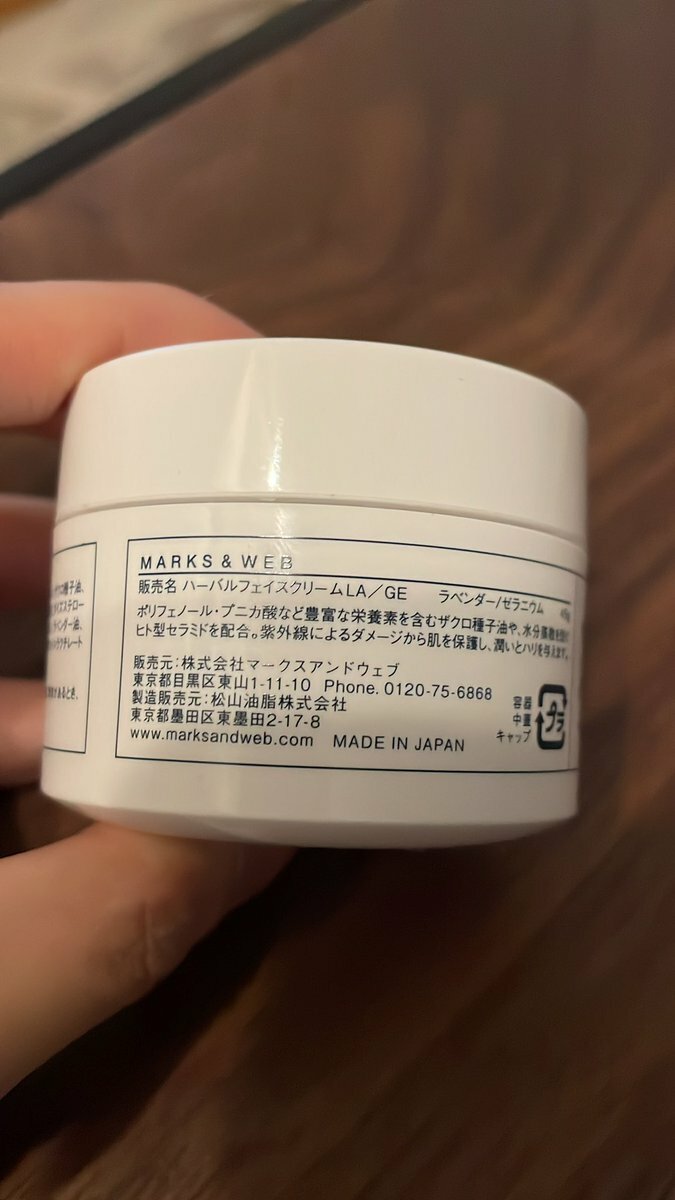 MARKS & WEB
販売名 ハーバルフェイスクリームLA/GE ラベンダー/ゼラニウム
ポリフェノール・プニカ酸など豊富な栄養素を含むザクロ種子油や、水分
ヒト型セラミドを配合。紫外線によるダメージから肌を保護し、潤いとハリを与えます。
販売元:株式会社マークスアンドウェブ
東京都目黒区東山1-11-10 Phone. 0120-75-6868
製造販売元:松山油脂株式会社
東京都墨田区東墨田2-17-8
www.marksandweb.com MADE IN JAPAN
容器
中蓋
キャップ
プラ
種子油、